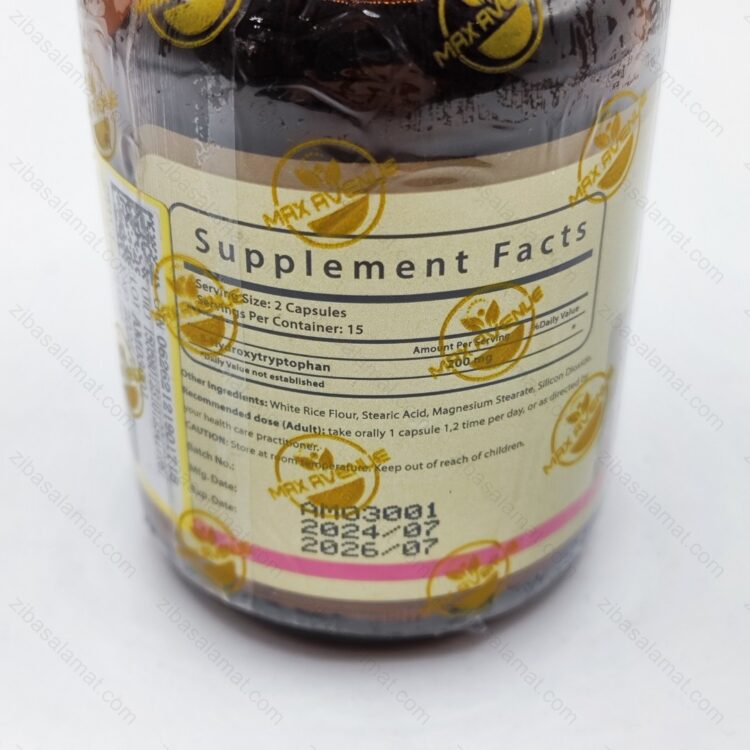 MAX AVENUE
Supplement Facts
Serving Size: 2 Capsules
Servings Per Container: 15
Amount Per Serving %Daily Value
5-Hydroxytryptophan 200 mg *
*Daily Value not established
Other Ingredients: White Rice Flour, Stearic Acid, Magnesium Stearate, Silicon Dioxide.
Recommended dose (Adult): take orally 1 capsule 1,2 time per day, or as directed by
your health care practitioner.
CAUTION: Store at room temperature. Keep out of reach of children.
Batch No.: AM03001
Mfg. Date: 2024/07
Exp. Date: 2026/07
zibasalamat.com